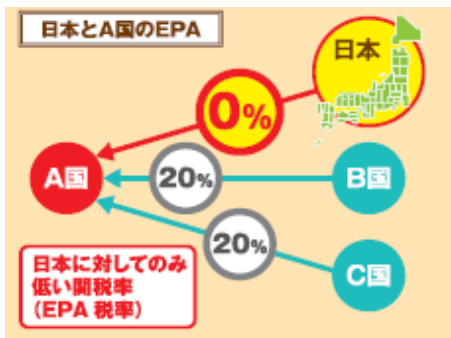 日本とA国のEPA
日本
0%
A国
20%
B国
20%
C国
日本に対してのみ
低い関税率
(EPA 税率)